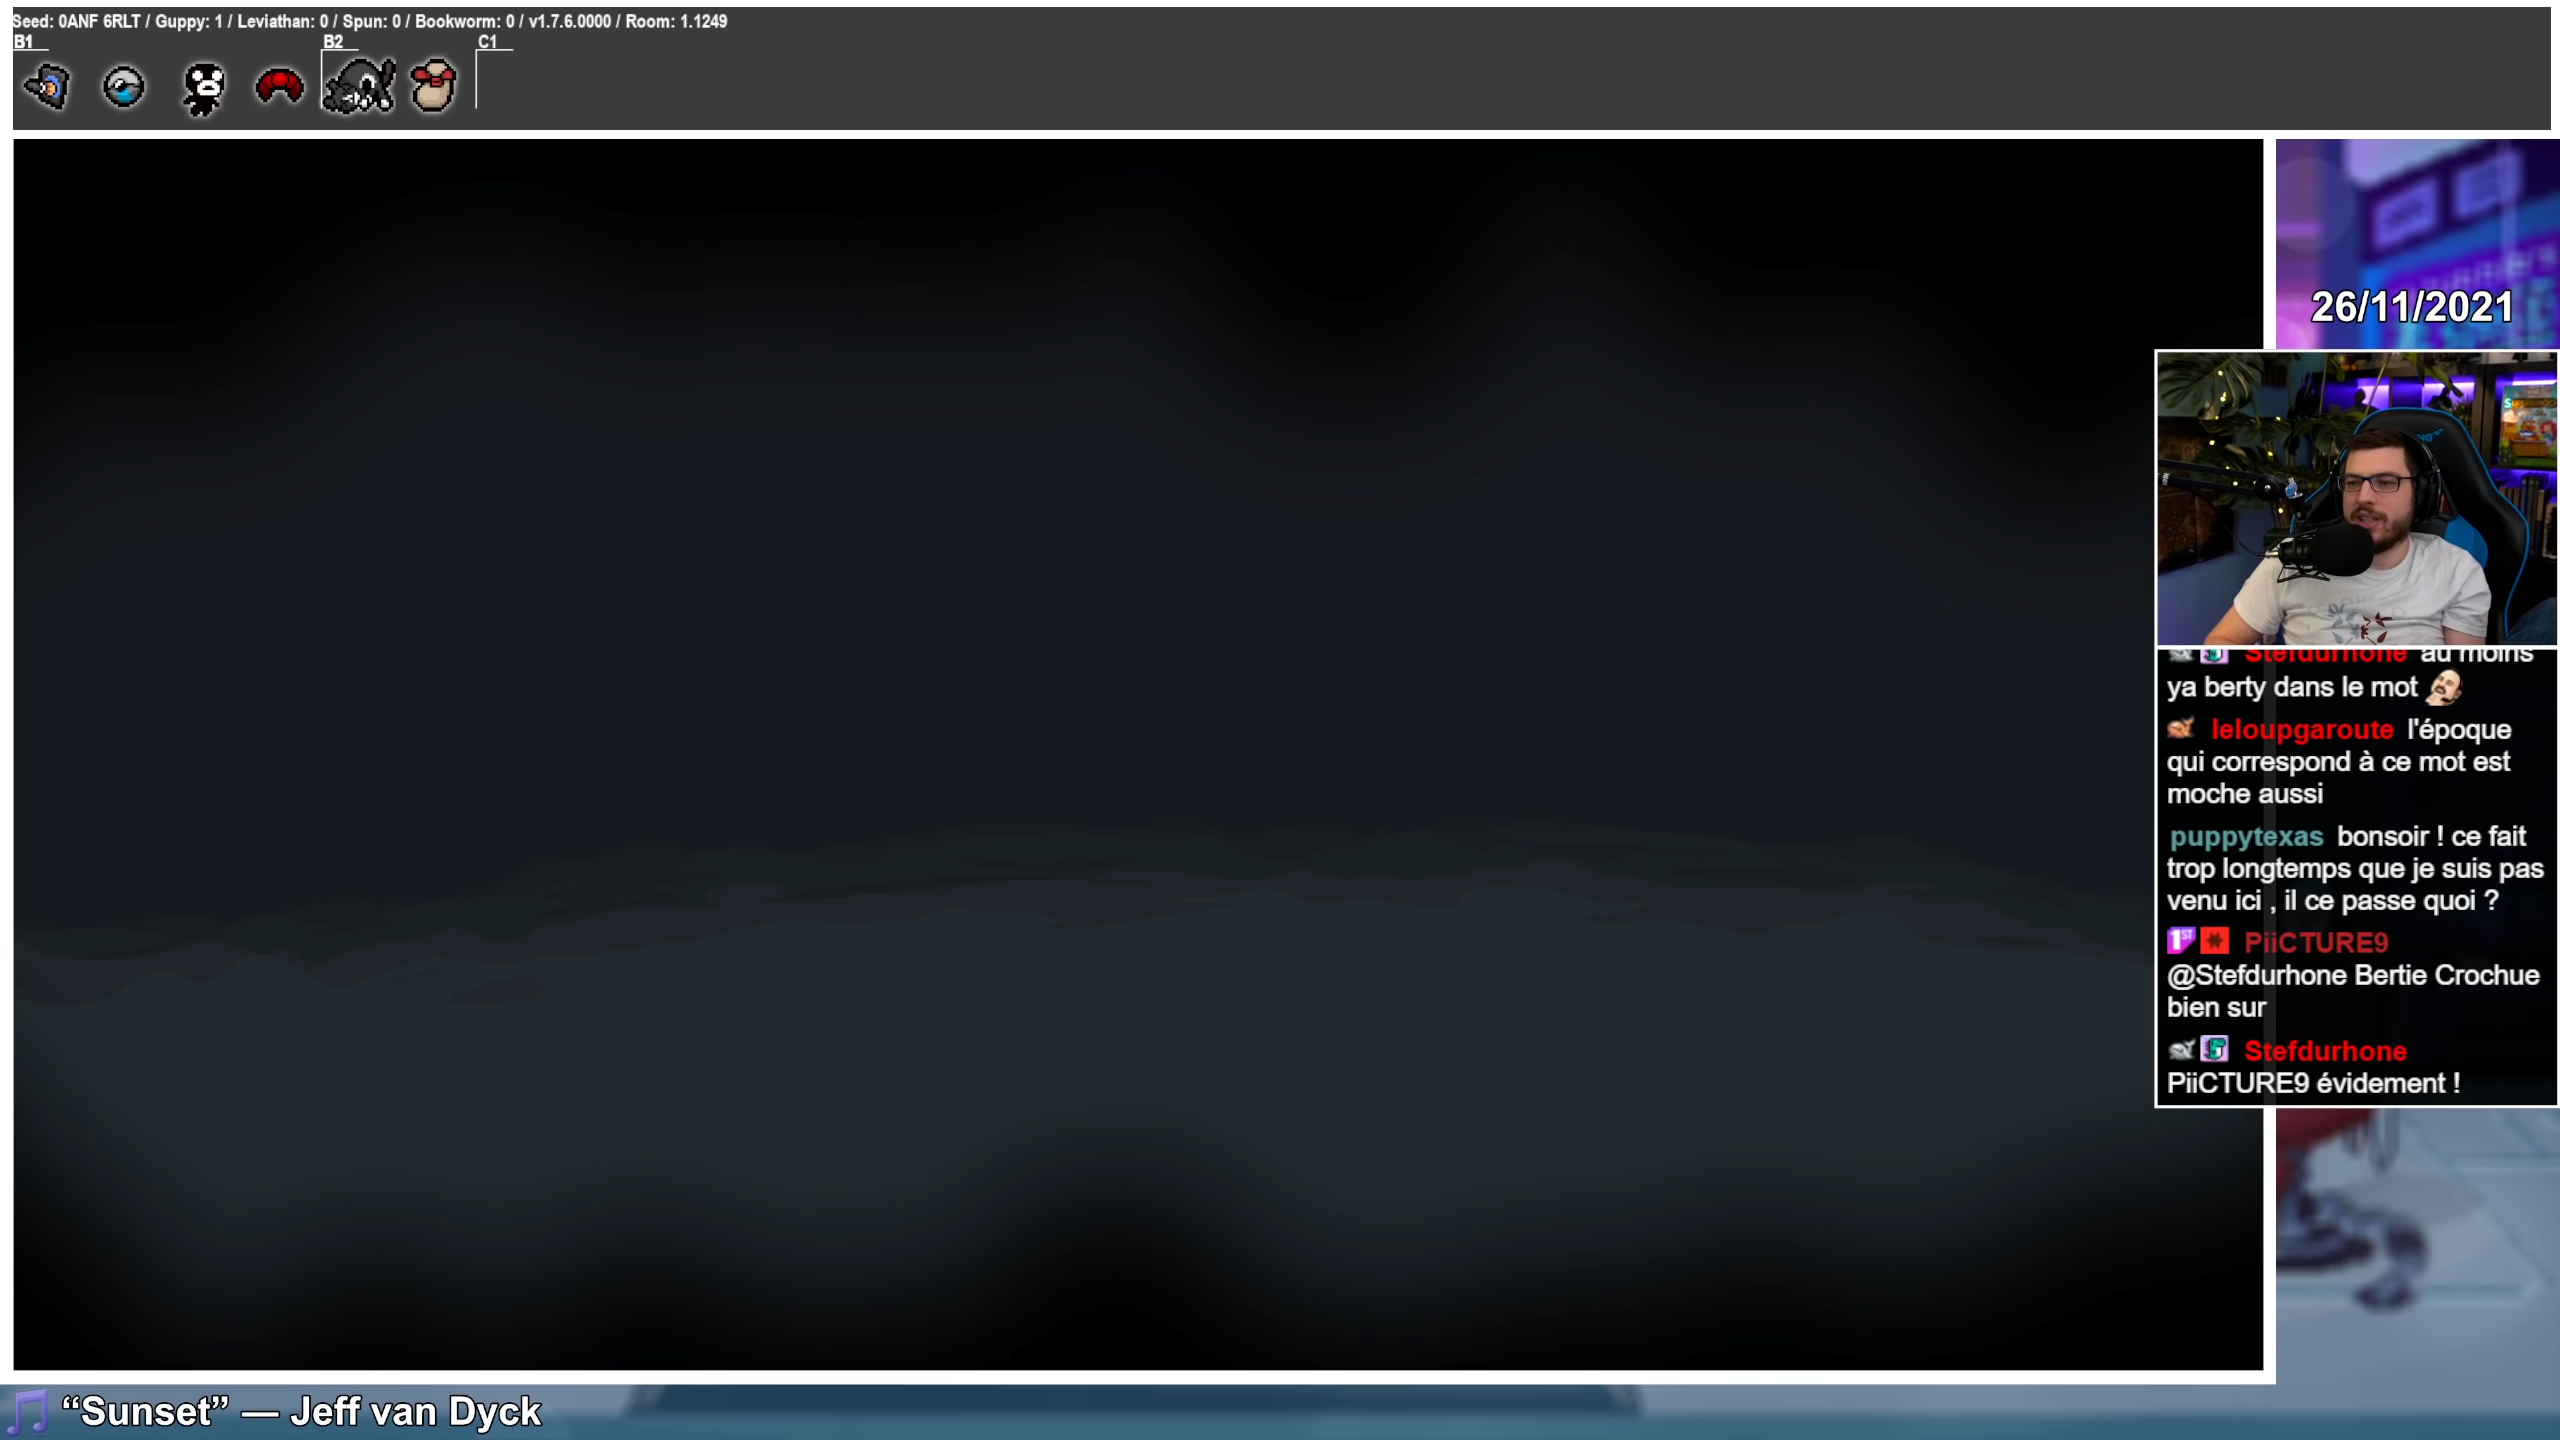 Seed: 0ANF 6RLT / Guppy: 1 / Leviathan: 0 / Spun: 0 / Bookworm: 0 / v1.7.6.0000 / Room: 1.1249
B1 B2 C1
26/11/2021
Stefdurhone au moins
ya berty dans le mot
leloupgaroute l'époque
qui correspond à ce mot est
moche aussi
puppytexas bonsoir ! ce fait
trop longtemps que je suis pas
venu ici , il ce passe quoi ?
1ST PiiCTURE9
@Stefdurhone Bertie Crochue
bien sur
Stefdurhone
PiiCTURE9 évidement !
“Sunset” — Jeff van Dyck